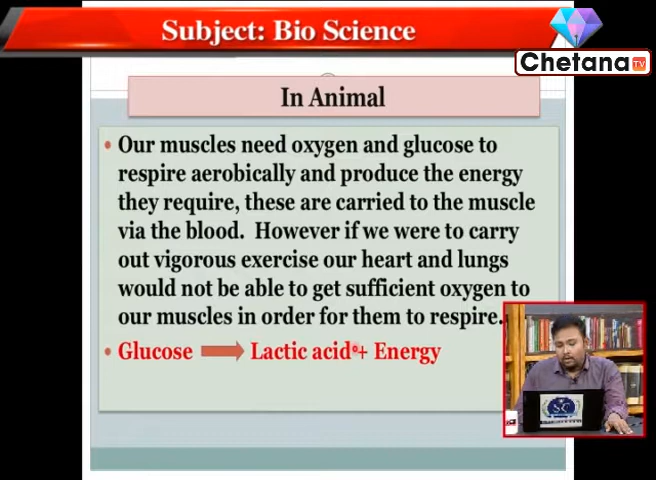 Subject: Bio Science
Chetana TV
In Animal
• Our muscles need oxygen and glucose to
respire aerobically and produce the energy
they require, these are carried to the muscle
via the blood. However if we were to carry
out vigorous exercise our heart and lungs
would not be able to get sufficient oxygen to
our muscles in order for them to respire.
• Glucose → Lactic acid + Energy